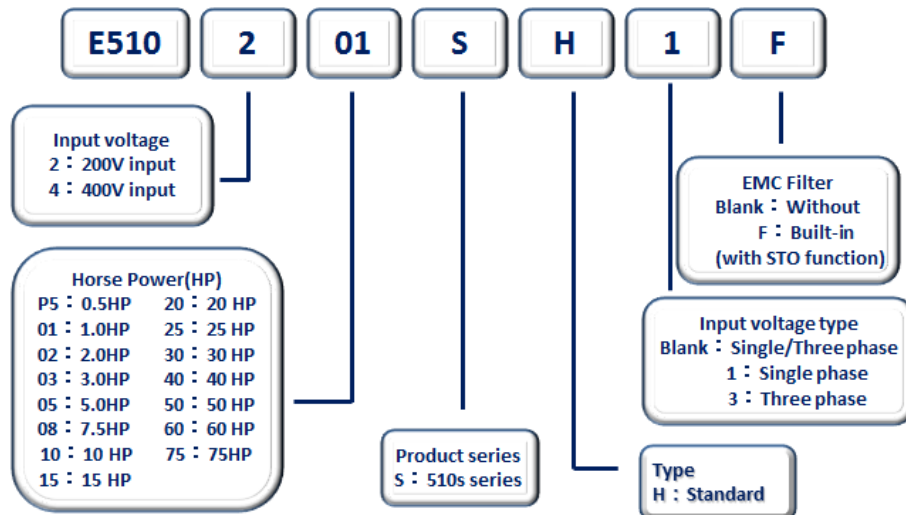 E510 2 01 S H 1 F
Input voltage
2：200V input
4：400V input
EMC Filter
Blank：Without
F：Built-in
(with STO function)
Horse Power(HP)
P5：0.5HP 20：20 HP
01：1.0HP 25：25 HP
02：2.0HP 30：30 HP
03：3.0HP 40：40 HP
05：5.0HP 50：50 HP
08：7.5HP 60：60 HP
10：10 HP 75：75HP
15：15 HP
Input voltage type
Blank：Single/Three phase
1：Single phase
3：Three phase
Product series
S：510s series
Type
H：Standard